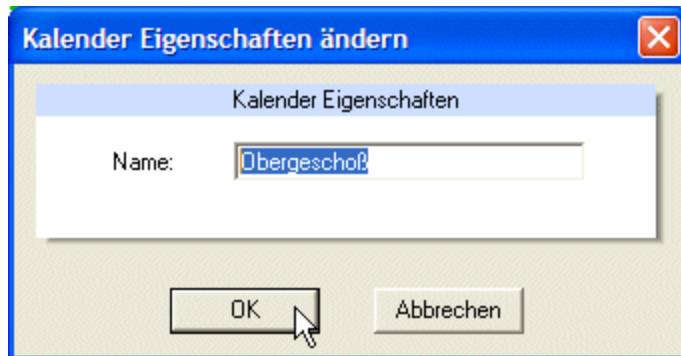 Kalender Eigenschaften ändern
Kalender Eigenschaften
Name: Obergeschoß
OK Abbrechen